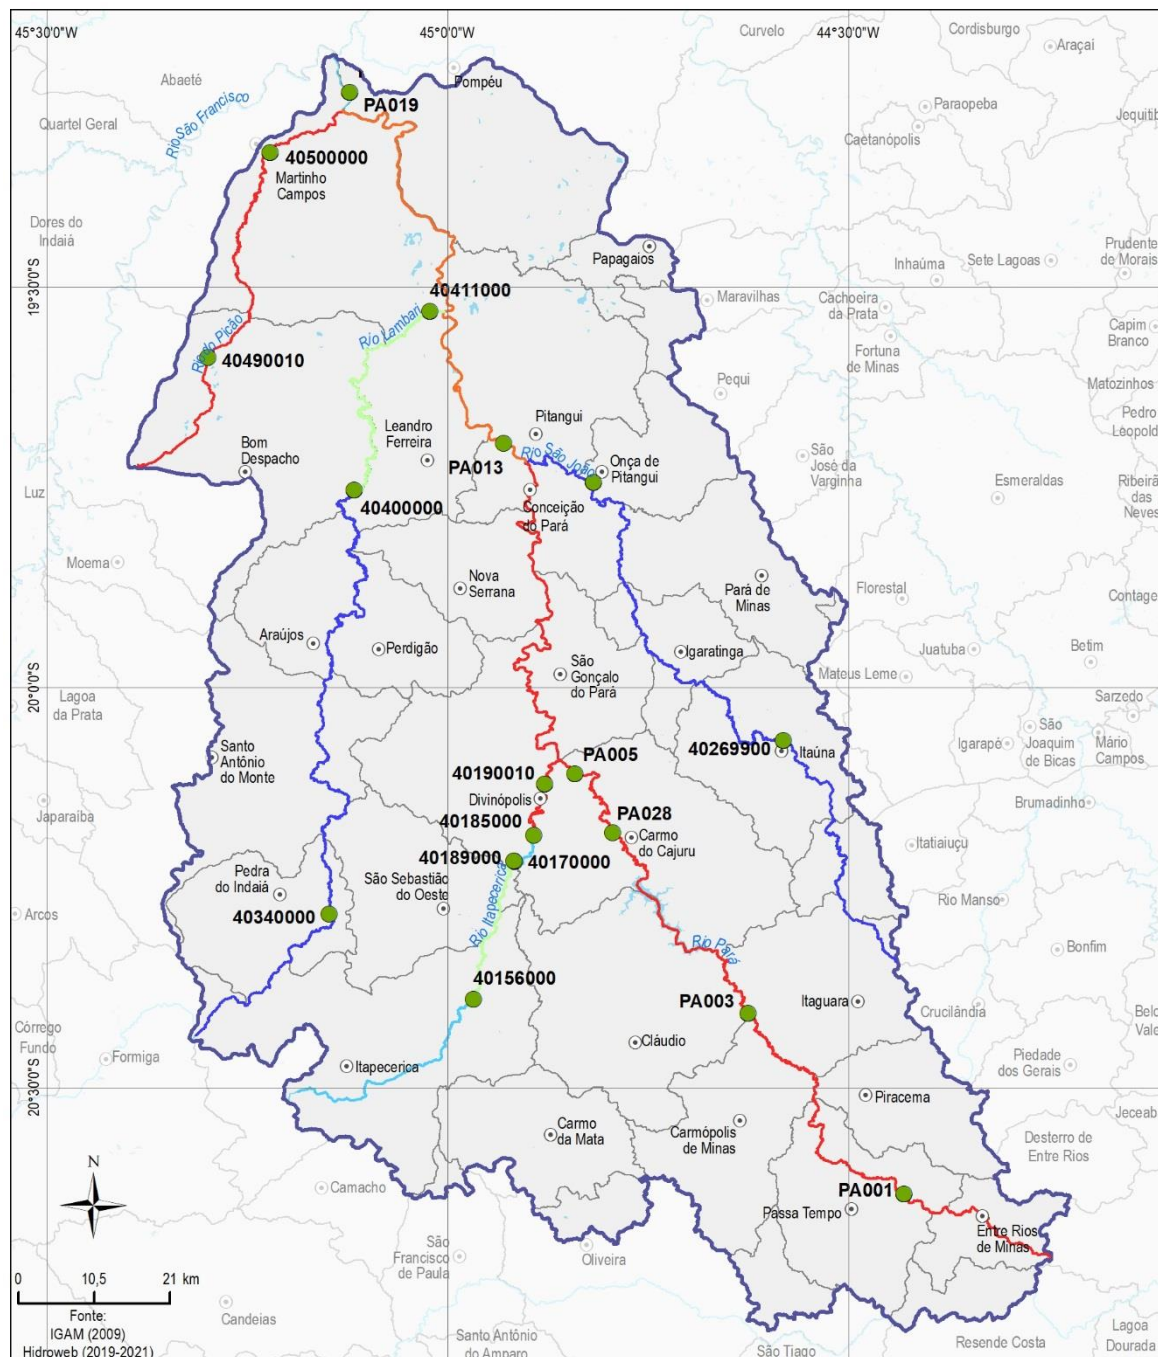 45°30'0"W
45°0'0"W
44°30'0"W
Curvelo
Cordisburgo
Araçai
Abaeté
Pompéu
PA019
Paraopeba
Jequitib
Caetanópolis
Quartel Geral
Rio São Francisco
40500000
Martinho
Campos
Dores do
Indaiá
Papagaios
Prudente
de Morais
Inhaúma
Sete Lagoas
19°30'0"S
40411000
Maravilhas
Cachoeira
da Prata
Rio Lambari
Capim
Branco
Rio do Picão
40490010
Fortuna
de Minas
Matozinhos
Pequi
Pedro
Leopold
Leandro
Ferreira
Pitangui
Rio São João
Bom
Despacho
PA013
Onça de
Pitangui
São
José da
Varginha
Ribeirã
das
Neves
Luz
Esmeraldas
40400000
Conceição
do Pará
Moema
Nova
Serrana
Pará de
Minas
Florestal
Contage
Araújos
Perdigão
Igaratinga
Juatuba
Betim
São
Gonçalo
do Pará
Mateus Leme
20°0'0"S
Lagoa
da Prata
Sarzedo
Santo
Antônio
do Monte
40269900
Itaúna
Igarapó
São
Joaquim
de Bicas
Mário
Campos
PA005
40190010
Divinópolis
Japaraíba
Brumadinho
40185000
PA028
Carmo
do Cajuru
Itatiaiuçu
40189000
40170000
Pedra
do Indaiá
São Sebastião
do Oeste
Rio Manso
Arcos
40340000
Rio Itapecerica
Rio Pará
Bonfim
40156000
PA003
Itaguara
Crucilândia
Belo
Vale
Córrego
Fundo
Formiga
Cláudio
Piedade
dos Gerais
Itapecerica
20°30'0"S
Piracema
Jeceab
Carmo
da Mata
Carmópolis
de Minas
Desterro de
Entre Rios
N
Camacho
PA001
Passa Tempo
Entre Rios
de Minas
São
Francisco
de Paula
Oliveira
0 10,5 21 km
Fonte:
IGAM (2009)
Hidroweb (2019-2021)
Candeias
Santo Antônio
do Amparo
São Tiago
Resende Costa
Lagoa
Dourada